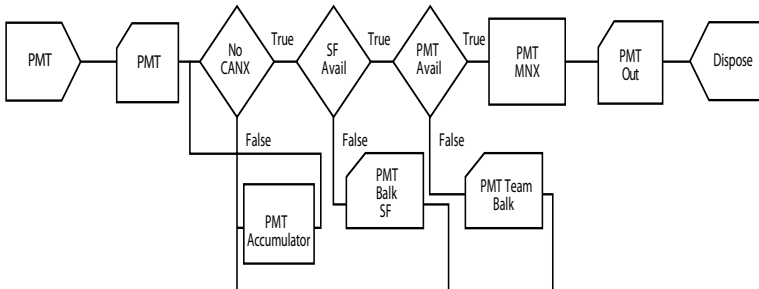 PMT
PMT
No
CANX
True
SF
Avail
True
PMT
Avail
True
PMT
MNX
PMT
Out
Dispose
False
False
False
PMT
Accumulator
PMT
Balk
SF
PMT Team
Balk